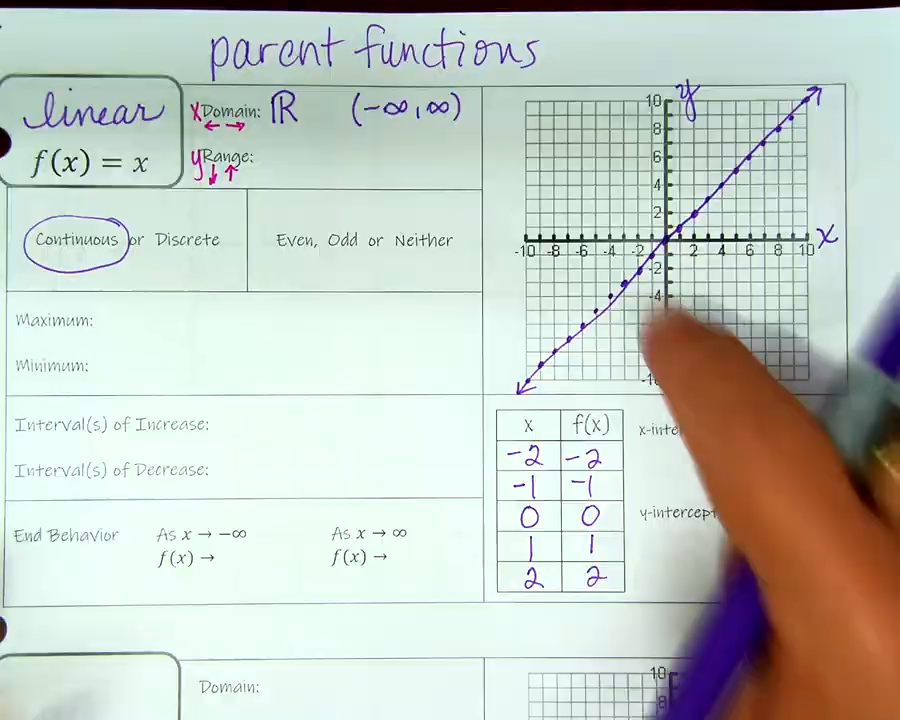 parent functions
linear
f(x) = x
x Domain: ℝ (-∞, ∞)
y Range:
Continuous or Discrete
Even, Odd or Neither
Maximum:
Minimum:
Interval(s) of Increase:
Interval(s) of Decrease:
End Behavior As x → -∞ As x → ∞
f(x) → f(x) →
y
10
8
6
4
2
-10 -8 -6 -4 -2 2 4 6 8 10 x
-2
-4
x f(x)
-2 -2
-1 -1
0 0
1 1
2 2
y-intercept
Domain:
10